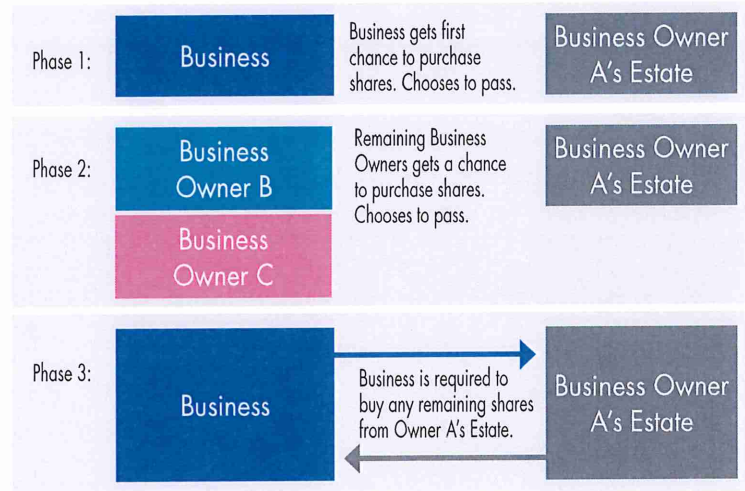 Phase 1:
Business
Business gets first
chance to purchase
shares. Chooses to pass.
Business Owner
A's Estate
Phase 2:
Business
Owner B
Business
Owner C
Remaining Business
Owners gets a chance
to purchase shares.
Chooses to pass.
Business Owner
A's Estate
Phase 3:
Business
Business is required to
buy any remaining shares
from Owner A's Estate.
Business Owner
A's Estate